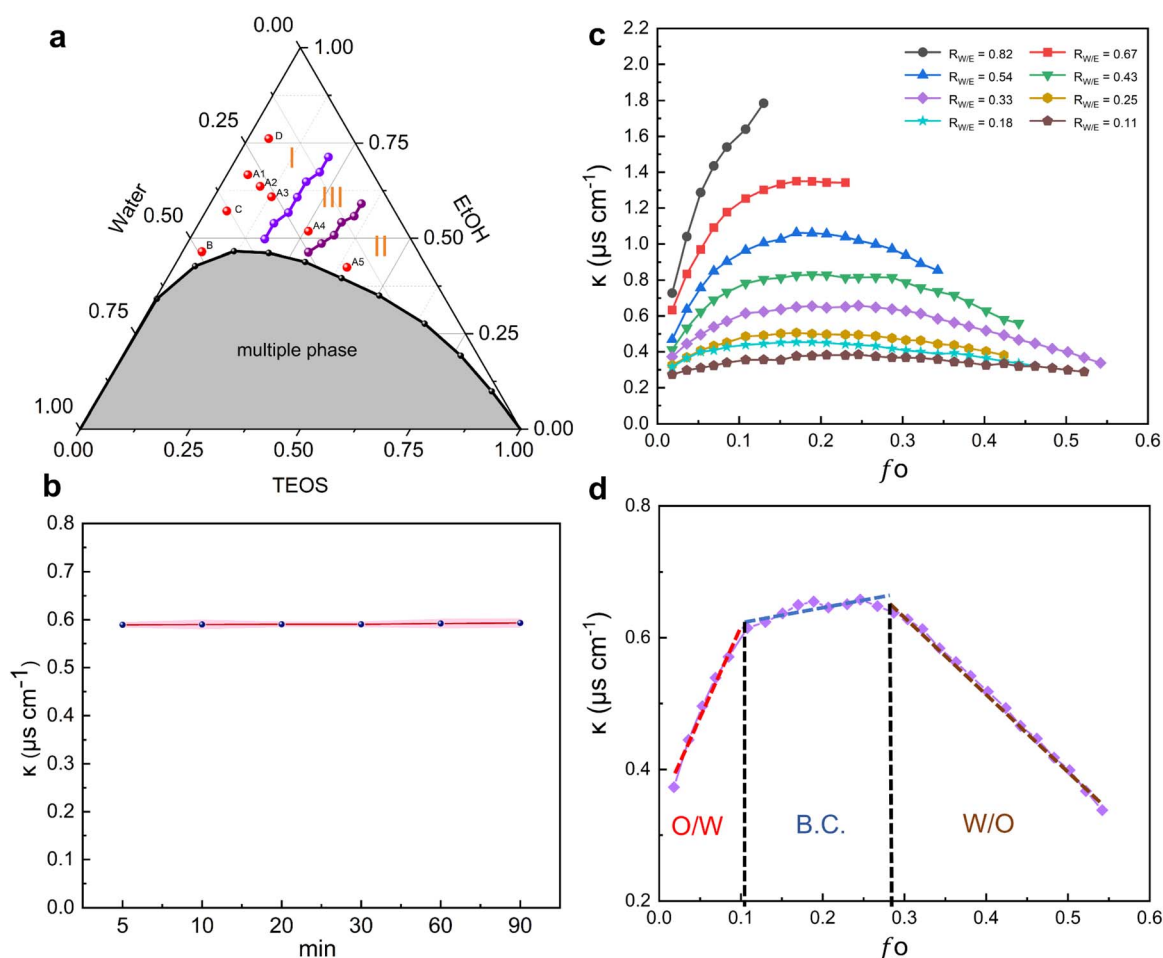 a
0.00
1.00
0.25
0.75
0.50
0.50
0.75
0.25
1.00
0.00
0.00
0.25
0.50
0.75
1.00
Water
EtOH
TEOS
D
A1
A2
A3
C
B
A4
A5
I
III
II
multiple phase
b
0.8
0.7
0.6
0.5
0.4
0.3
0.2
0.1
0.0
κ (μs cm⁻¹)
5 10 20 30 60 90
min
c
2.2
2.0
1.8
1.6
1.4
1.2
1.0
0.8
0.6
0.4
0.2
0.0
κ (μs cm⁻¹)
R_W/E = 0.82 R_W/E = 0.67
R_W/E = 0.54 R_W/E = 0.43
R_W/E = 0.33 R_W/E = 0.25
R_W/E = 0.18 R_W/E = 0.11
0.0 0.1 0.2 0.3 0.4 0.5 0.6
fo
d
0.8
0.6
0.4
0.2
κ (μs cm⁻¹)
O/W B.C. W/O
0.0 0.1 0.2 0.3 0.4 0.5 0.6
fo